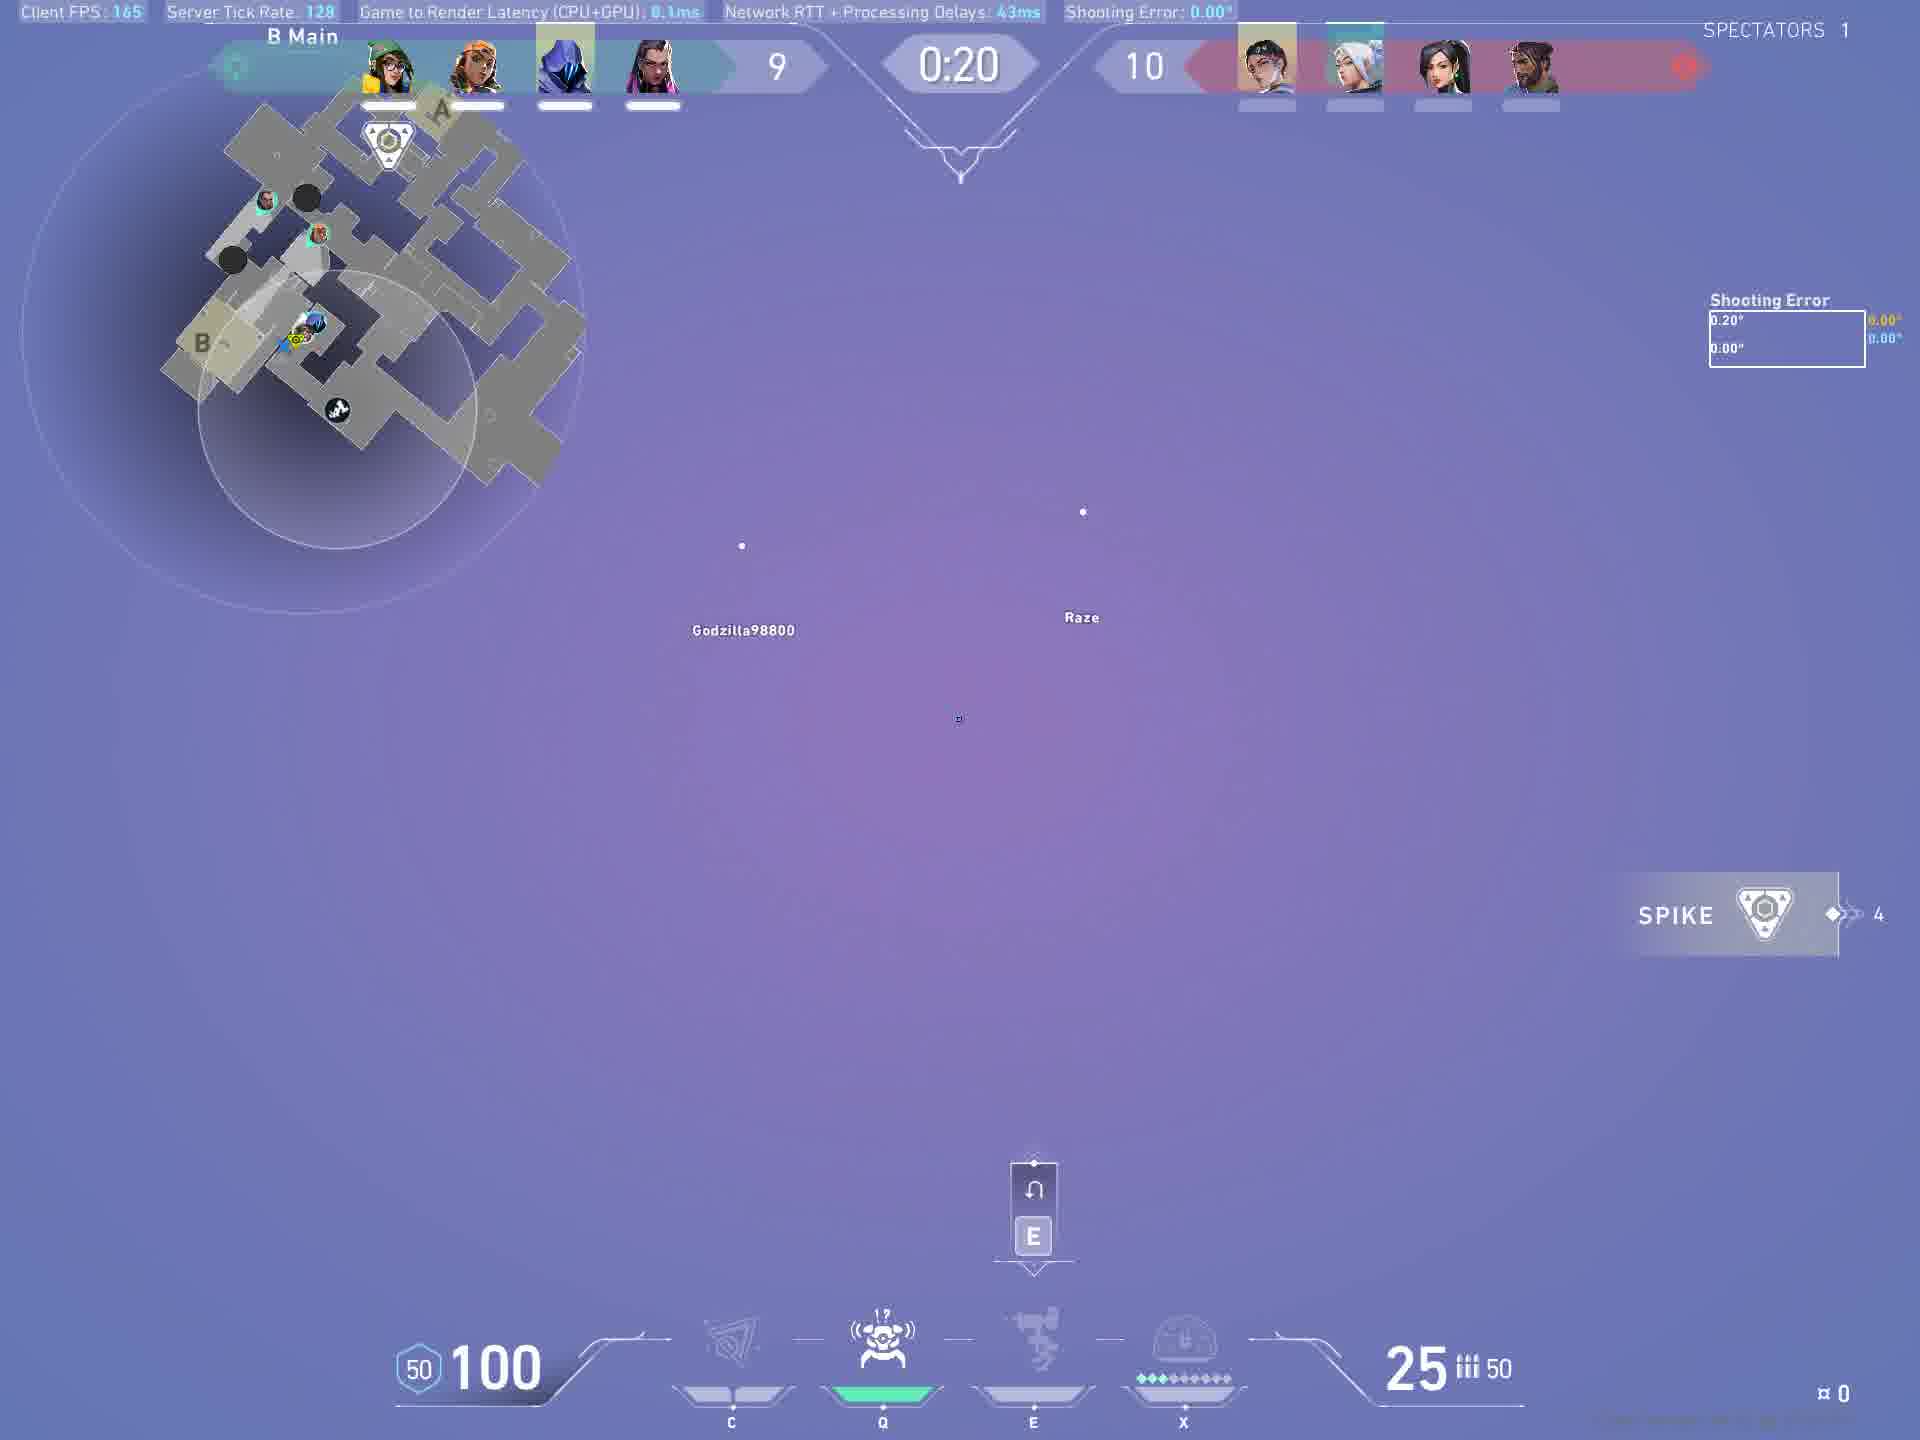 Client FPS: 165 Server Tick Rate: 128 Game to Render Latency (CPU+GPU): 0.1ms Network RTT + Processing Delays: 43ms Shooting Error: 0.00°
B Main
SPECTATORS 1
9
0:20
10
A
B
Shooting Error
0.20°
0.00°
0.00°
0.00°
Godzilla98800
Raze
SPIKE
4
E
50
100
25
50
¤ 0
C
Q
E
X